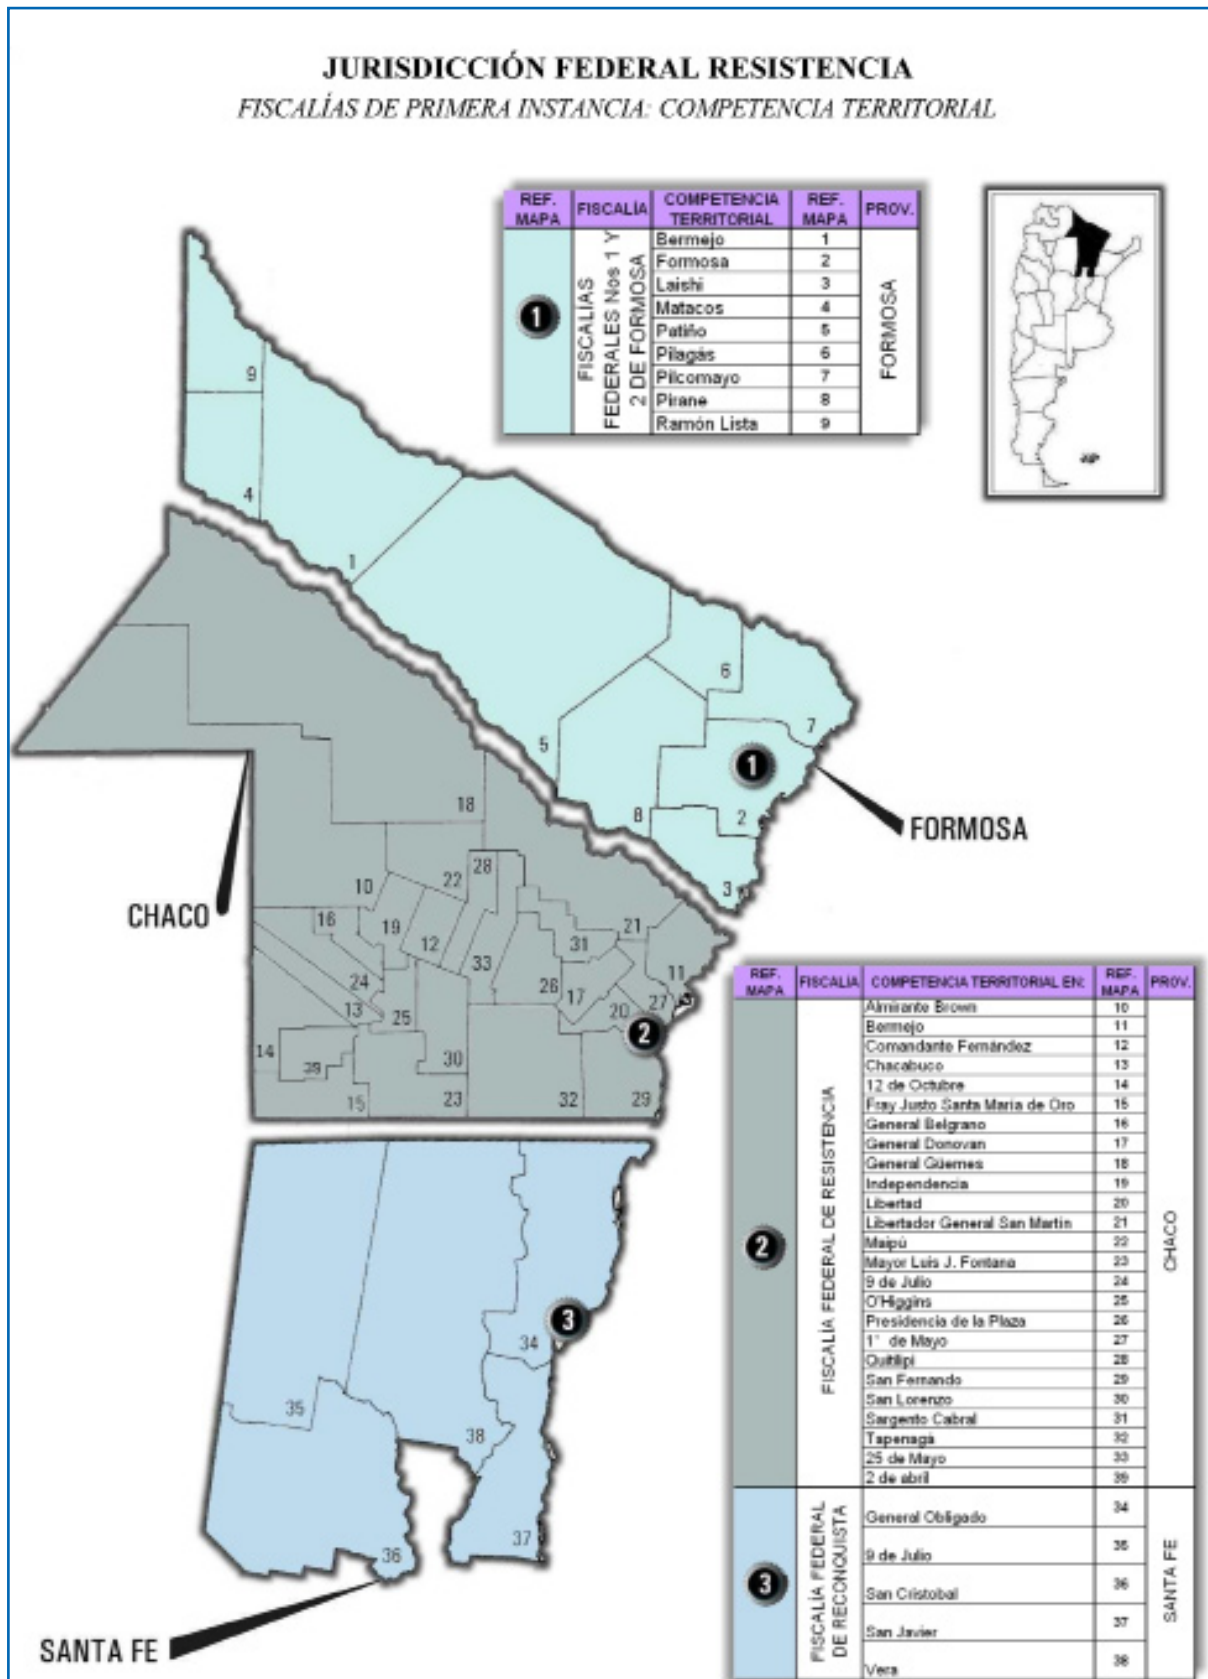 JURISDICCIÓN FEDERAL RESISTENCIA
FISCALÍAS DE PRIMERA INSTANCIA: COMPETENCIA TERRITORIAL
REF. MAPA FISCALÍA COMPETENCIA TERRITORIAL REF. MAPA PROV.
1 FISCALÍAS FEDERALES Nos 1 Y 2 DE FORMOSA
Bermejo 1
Formosa 2
Laishi 3
Matacos 4
Patiño 5
Pilagás 6
Pilcomayo 7
Pirane 8
Ramón Lista 9
FORMOSA
9
4
1
6
7
5
1
8
2
3
FORMOSA
18
28
22
10
CHACO
16
19
12
33
31
21
11
24
26
17
27
13
25
20
2
14
39
30
15
23
32
29
3
34
35
38
37
36
SANTA FE
REF. MAPA FISCALÍA COMPETENCIA TERRITORIAL EN: REF. MAPA PROV.
2 FISCALÍA FEDERAL DE RESISTENCIA
Almirante Brown 10
Bermejo 11
Comandante Fernández 12
Chacabuco 13
12 de Octubre 14
Fray Justo Santa María de Oro 15
General Belgrano 16
General Donovan 17
General Güemes 18
Independencia 19
Libertad 20
Libertador General San Martín 21
Maipú 22
Mayor Luis J. Fontana 23
9 de Julio 24
O'Higgins 25
Presidencia de la Plaza 26
1° de Mayo 27
Quitilipi 28
San Fernando 29
San Lorenzo 30
Sargento Cabral 31
Tapenagá 32
25 de Mayo 33
2 de abril 39
CHACO
3 FISCALÍA FEDERAL DE RECONQUISTA
General Obligado 34
9 de Julio 35
San Cristobal 36
San Javier 37
Vera 38
SANTA FE